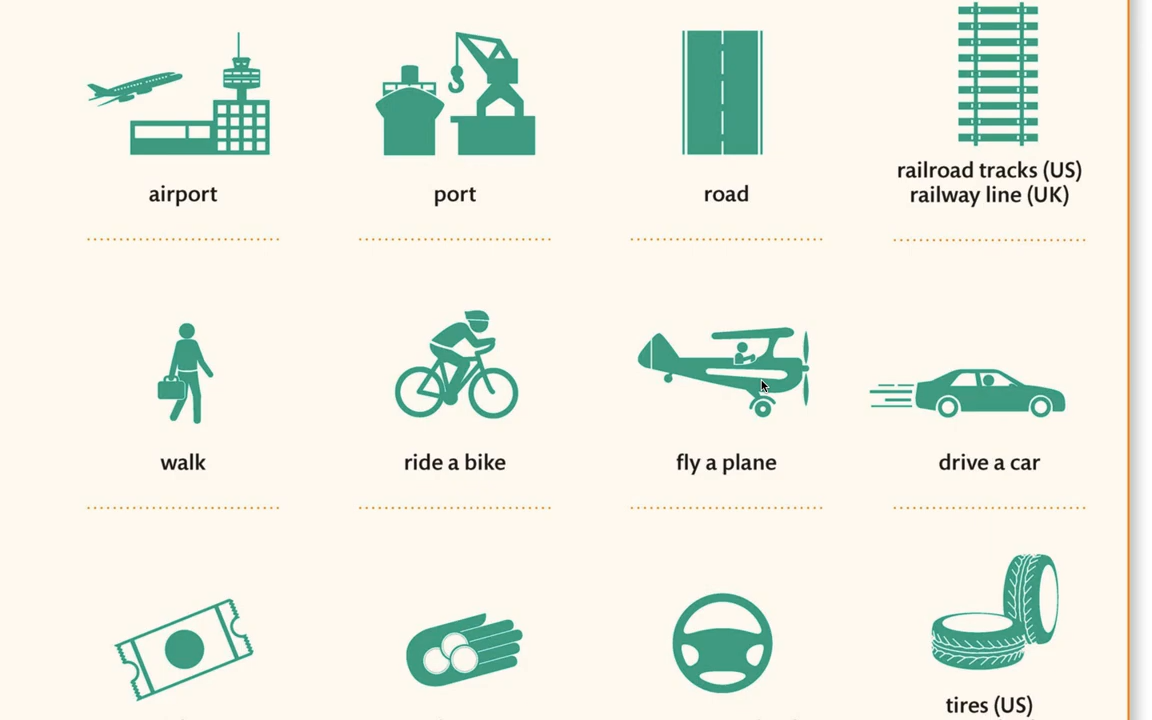 airport
port
road
railroad tracks (US)
railway line (UK)
walk
ride a bike
fly a plane
drive a car
tires (US)